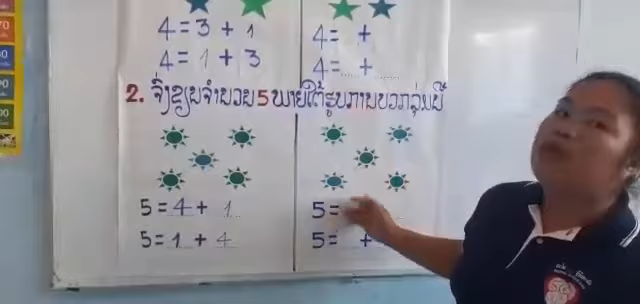 4 = 3 + 1
4 = +
4 = 1 + 3
4 = +
2. ຈົ່ງຂຽນຈຳນວນ 5 ພາຍໃຕ້ຮູບພາບບວກລຸ່ມນີ້
5 = 4 + 1
5 =
5 = 1 + 4
5 = +